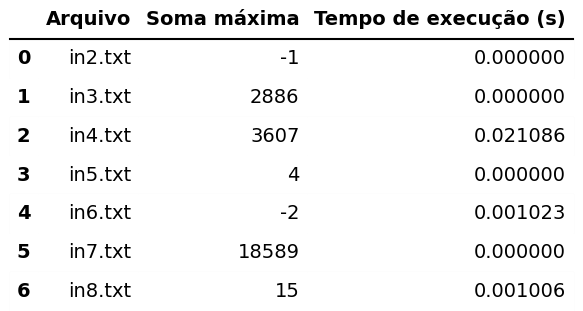 Arquivo Soma máxima Tempo de execução (s)
0 in2.txt -1 0.000000
1 in3.txt 2886 0.000000
2 in4.txt 3607 0.021086
3 in5.txt 4 0.000000
4 in6.txt -2 0.001023
5 in7.txt 18589 0.000000
6 in8.txt 15 0.001006